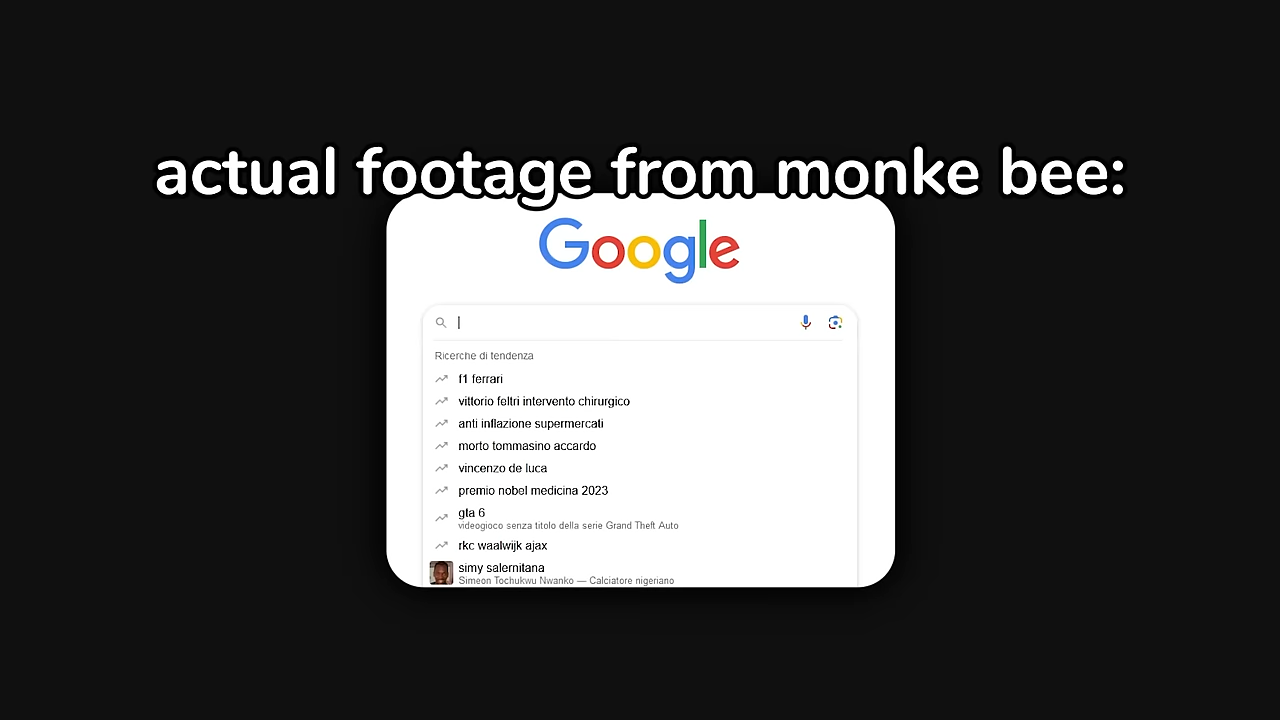 actual footage from monke bee:
Google
Ricerche di tendenza
f1 ferrari
vittorio feltri intervento chirurgico
anti inflazione supermercati
morto tommasino accardo
vincenzo de luca
premio nobel medicina 2023
gta 6
videogioco senza titolo della serie Grand Theft Auto
rkc waalwijk ajax
simy salernitana
Simeon Tochukwu Nwanko — Calciatore nigeriano